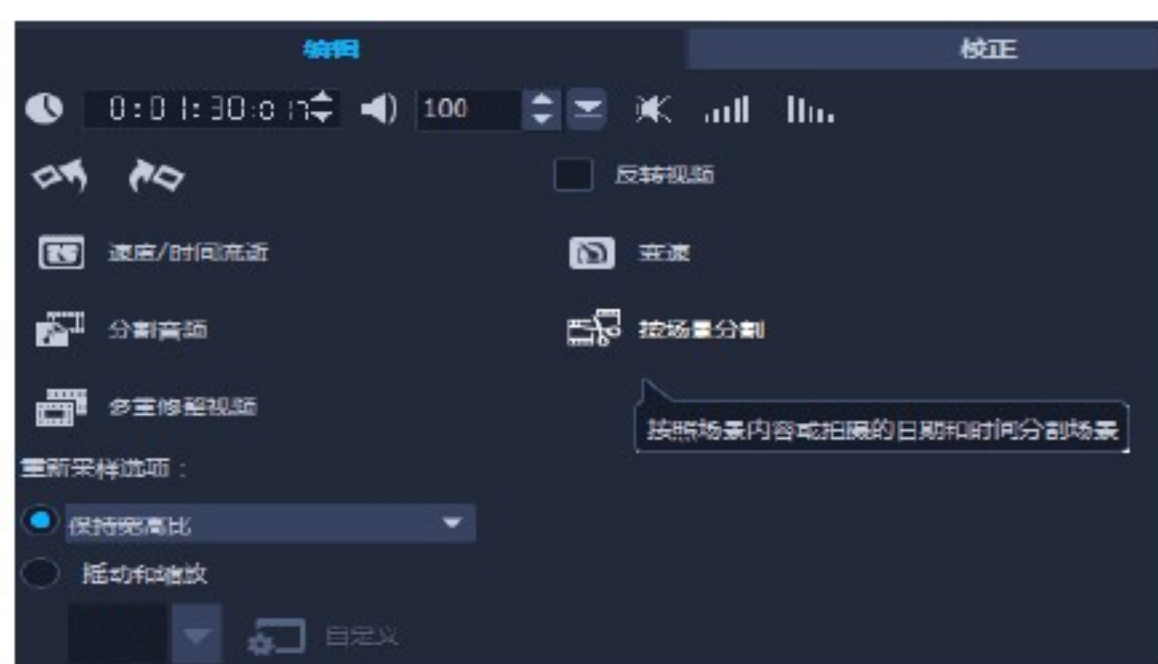 编辑
校正
0:01:30:017
100
反转视频
速度/时间流逝
变速
分割音频
按场景分割
多重修整视频
按照场景内容或拍摄的日期和时间分割场景
重新采样选项：
保持宽高比
摇动和缩放
自定义